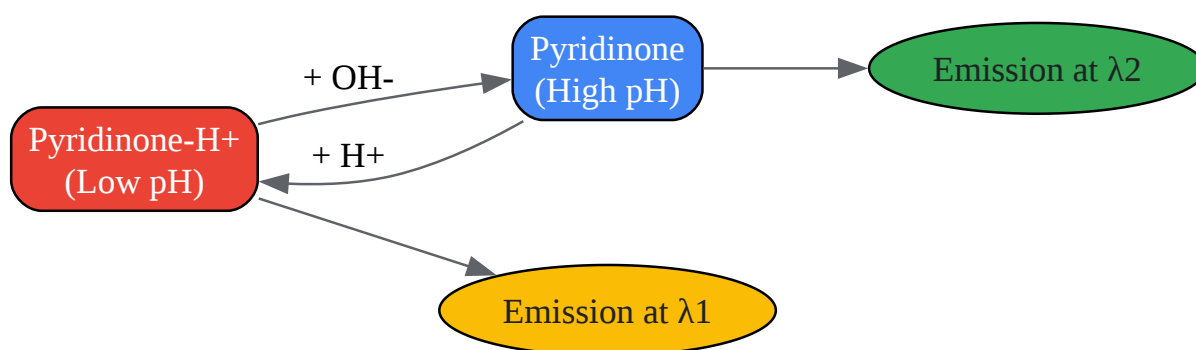 Pyridinone-H+
(Low pH)
+ OH-
+ H+
Pyridinone
(High pH)
Emission at λ2
Emission at λ1